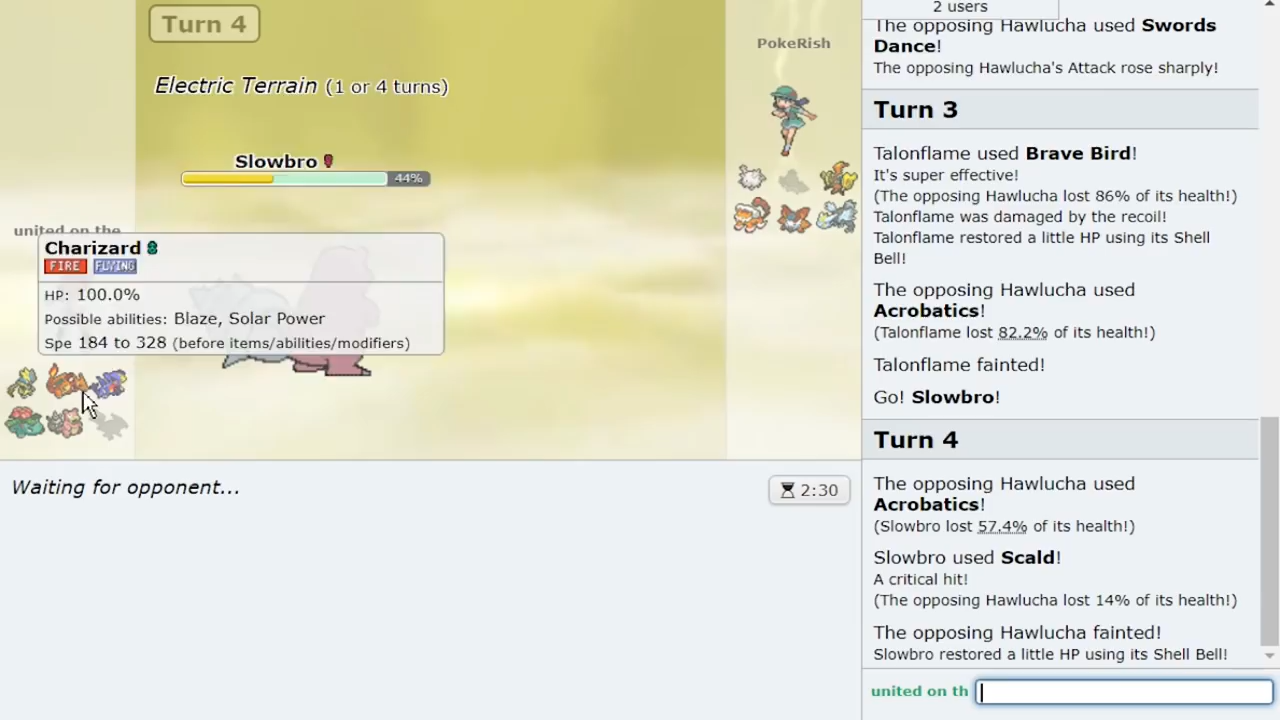 Turn 4
Electric Terrain (1 or 4 turns)
PokeRish
Slowbro
44%
united on the
Charizard
FIRE FLYING
HP: 100.0%
Possible abilities: Blaze, Solar Power
Spe 184 to 328 (before items/abilities/modifiers)
Waiting for opponent...
2:30
2 users
The opposing Hawlucha used Swords
Dance!
The opposing Hawlucha's Attack rose sharply!
Turn 3
Talonflame used Brave Bird!
It's super effective!
(The opposing Hawlucha lost 86% of its health!)
Talonflame was damaged by the recoil!
Talonflame restored a little HP using its Shell
Bell!
The opposing Hawlucha used
Acrobatics!
(Talonflame lost 82.2% of its health!)
Talonflame fainted!
Go! Slowbro!
Turn 4
The opposing Hawlucha used
Acrobatics!
(Slowbro lost 57.4% of its health!)
Slowbro used Scald!
A critical hit!
(The opposing Hawlucha lost 14% of its health!)
The opposing Hawlucha fainted!
Slowbro restored a little HP using its Shell Bell!
united on th